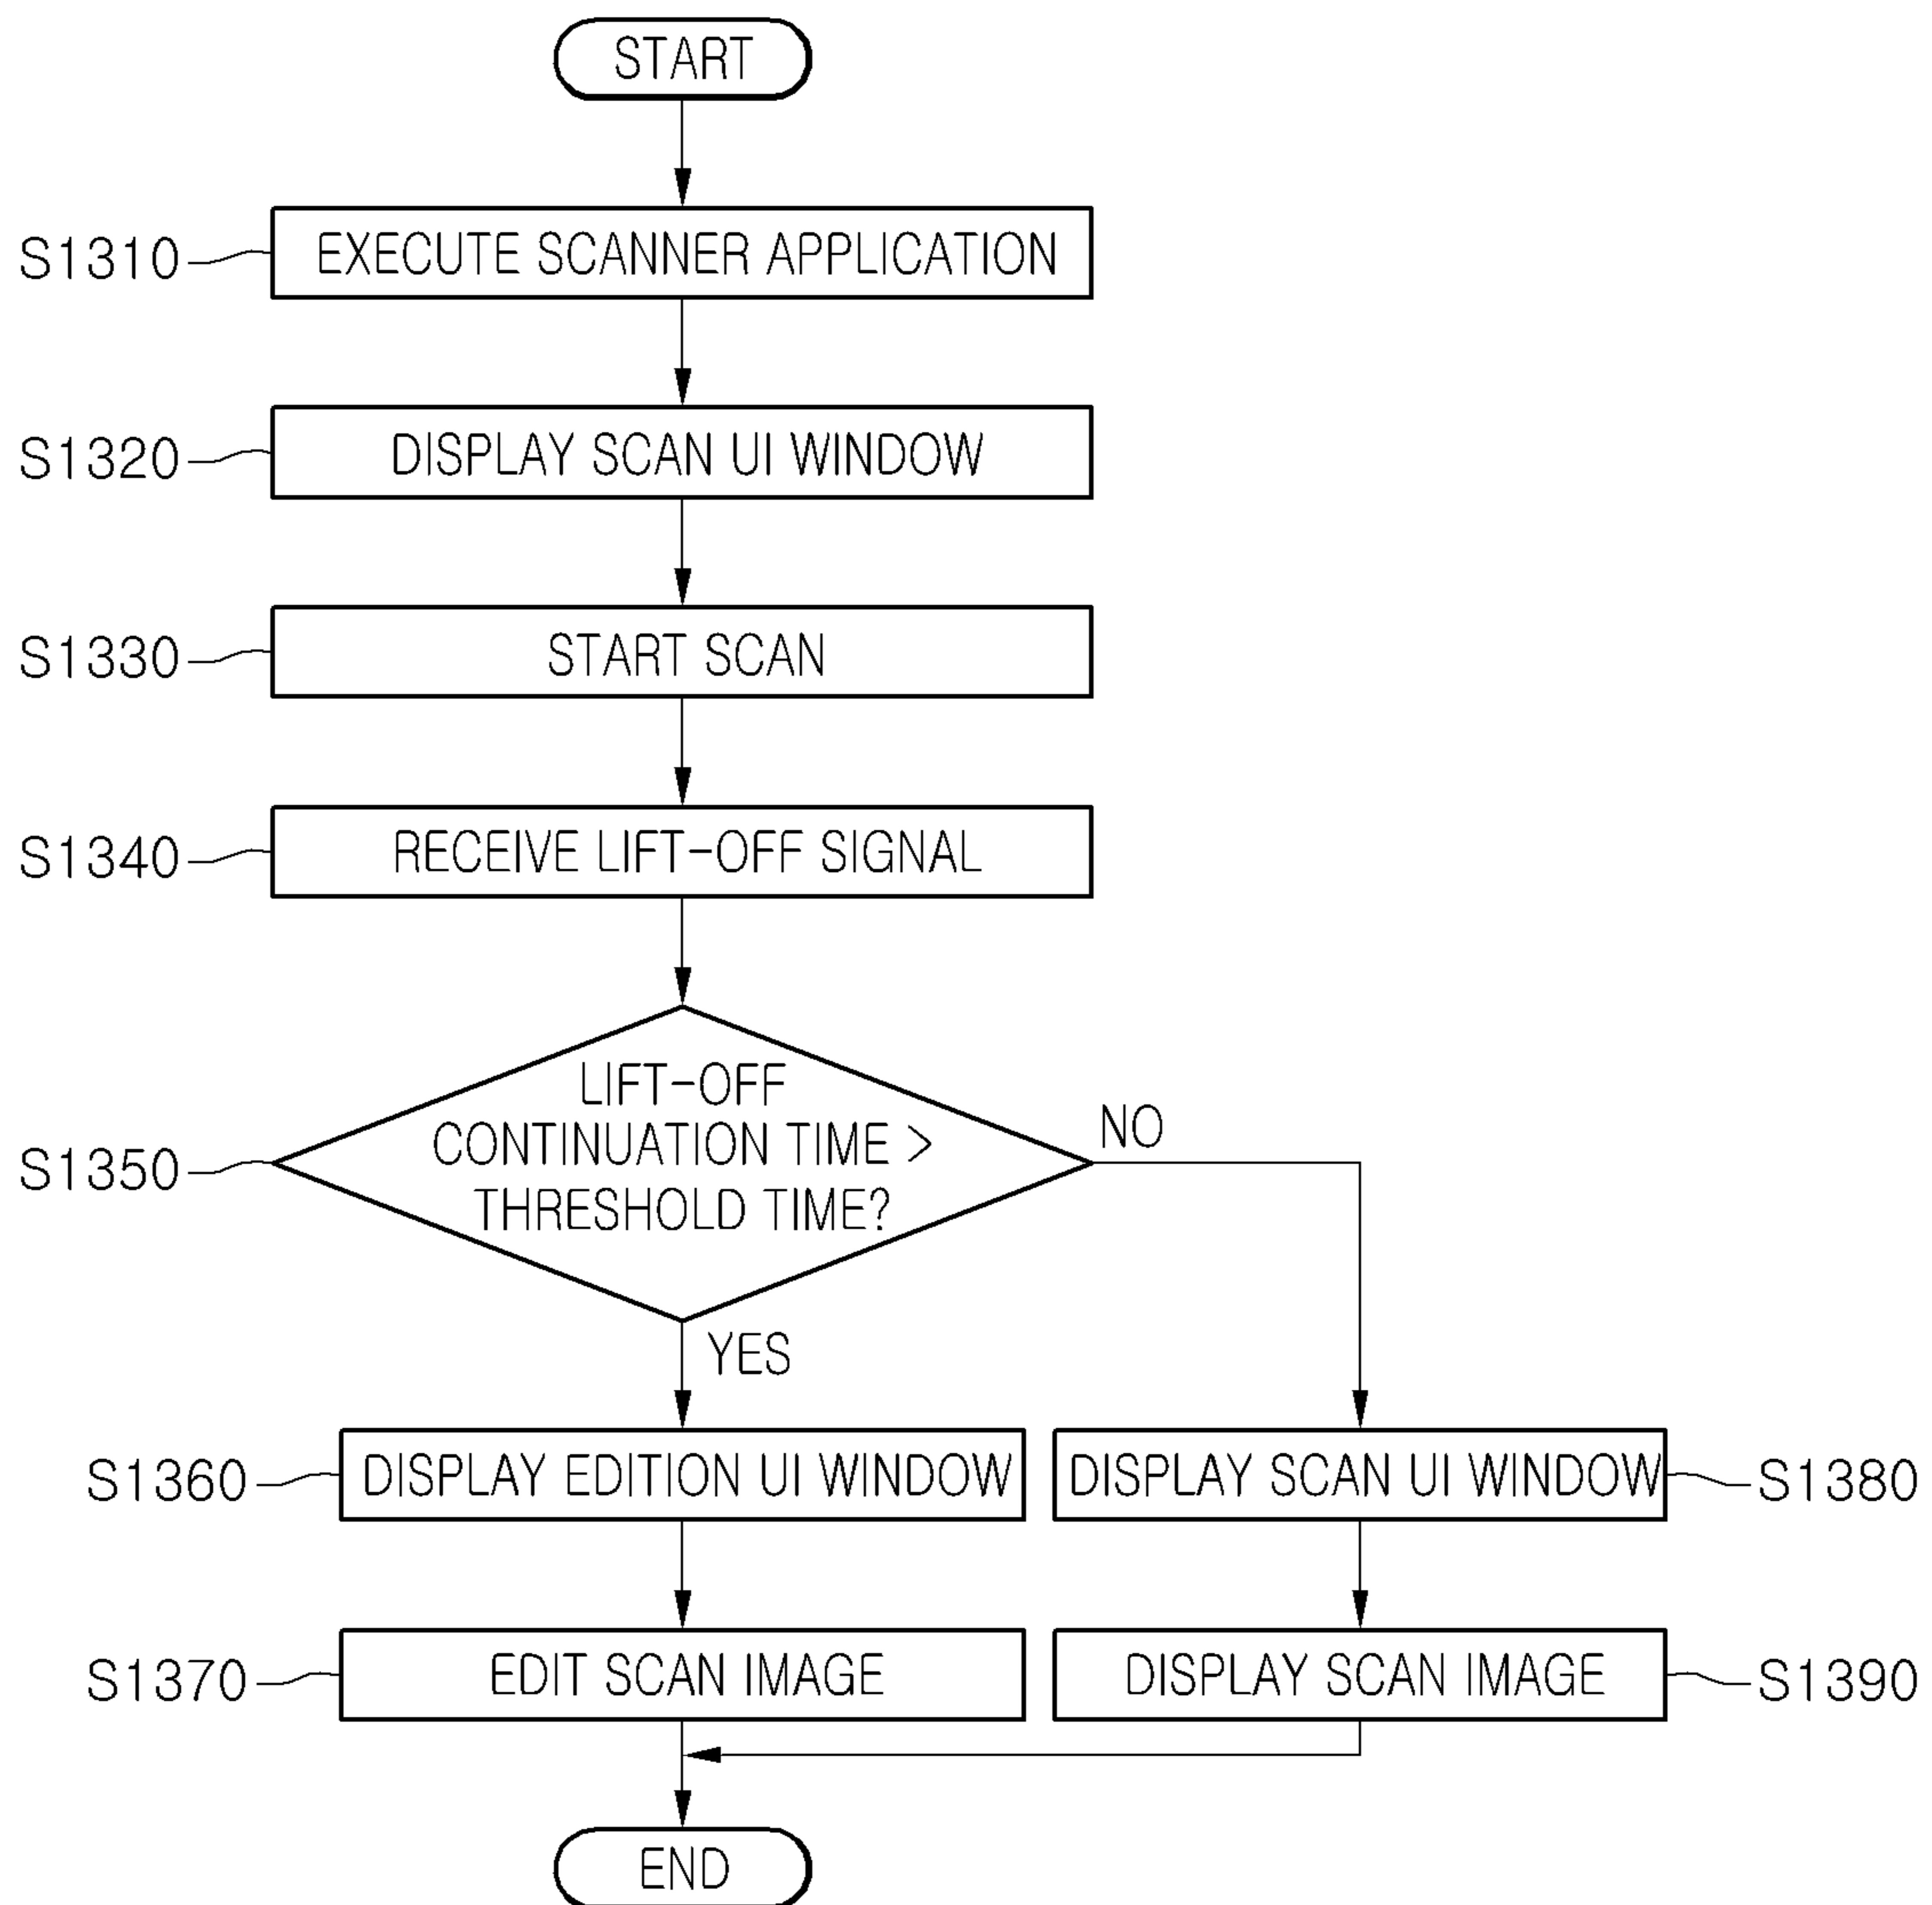 START
S1310
EXECUTE SCANNER APPLICATION
S1320
DISPLAY SCAN UI WINDOW
S1330
START SCAN
S1340
RECEIVE LIFT-OFF SIGNAL
S1350
LIFT-OFF
CONTINUATION TIME >
THRESHOLD TIME?
NO
YES
S1360
DISPLAY EDITION UI WINDOW
DISPLAY SCAN UI WINDOW
S1380
S1370
EDIT SCAN IMAGE
DISPLAY SCAN IMAGE
S1390
END